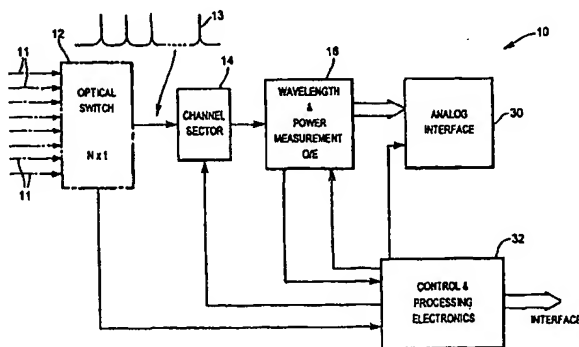 13
10
11
12
OPTICAL
SWITCH
N x 1
11
14
CHANNEL
SECTOR
16
WAVELENGTH
&
POWER
MEASUREMENT
O/E
ANALOG
INTERFACE
30
32
CONTROL &
PROCESSING
ELECTRONICS
INTERFACE